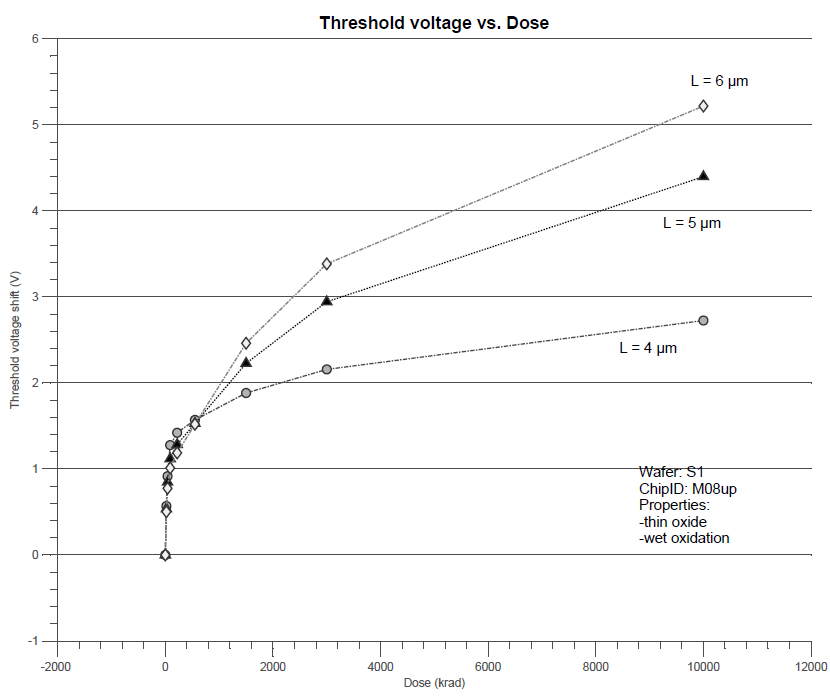 Threshold voltage vs. Dose
6
L = 6 µm
5
4
L = 5 µm
3
Threshold voltage shift (V)
L = 4 µm
2
1
Wafer: S1
ChipID: M08up
Properties:
-thin oxide
-wet oxidation
0
-1
-2000 0 2000 4000 6000 8000 10000 12000
Dose (krad)